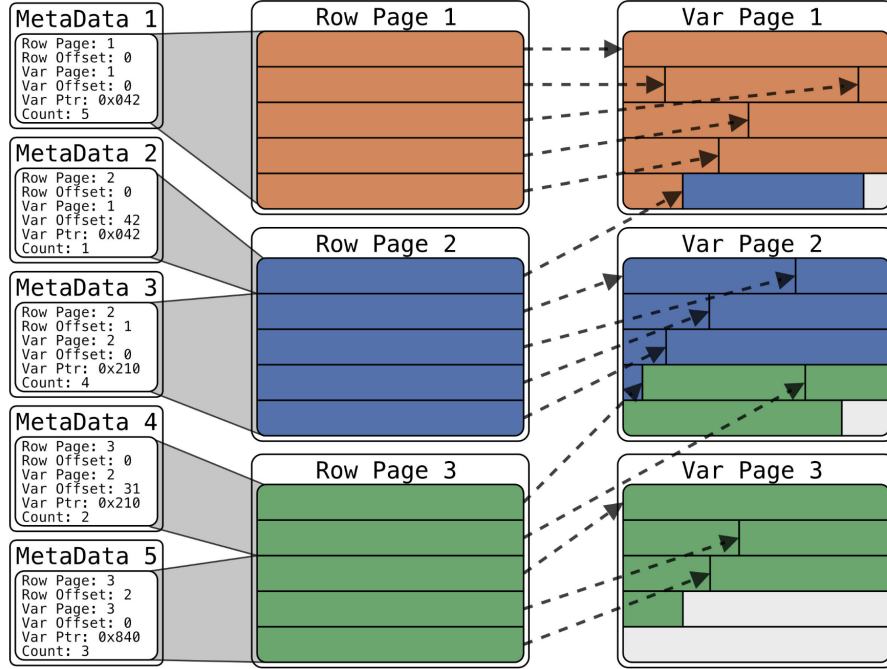 MetaData 1
Row Page: 1
Row Offset: 0
Var Page: 1
Var Offset: 0
Var Ptr: 0x042
Count: 5
MetaData 2
Row Page: 2
Row Offset: 0
Var Page: 1
Var Offset: 42
Var Ptr: 0x042
Count: 1
MetaData 3
Row Page: 2
Row Offset: 1
Var Page: 2
Var Offset: 0
Var Ptr: 0x210
Count: 4
MetaData 4
Row Page: 3
Row Offset: 0
Var Page: 2
Var Offset: 31
Var Ptr: 0x210
Count: 2
MetaData 5
Row Page: 3
Row Offset: 2
Var Page: 3
Var Offset: 0
Var Ptr: 0x840
Count: 3
Row Page 1
Row Page 2
Row Page 3
Var Page 1
Var Page 2
Var Page 3